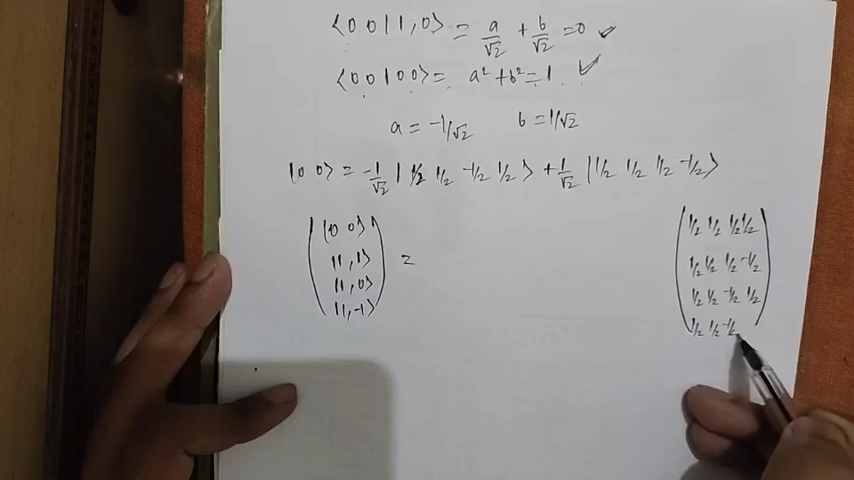 ⟨0 0 | 1, 0⟩ = a/√2 + b/√2 = 0 ✓
⟨0 0 | 0 0⟩ = a² + b² = 1 ✓
a = -1/√2 b = 1/√2
|0 0⟩ = -1/√2 | 1/2 1/2 -1/2 1/2 ⟩ + 1/√2 | 1/2 1/2 1/2 -1/2 ⟩
|0 0⟩
|1, 1⟩
|1, 0⟩
|1, -1⟩
=
1/2 1/2 1/2 1/2
1/2 1/2 1/2 -1/2
1/2 1/2 -1/2 1/2
1/2 1/2 -1/2